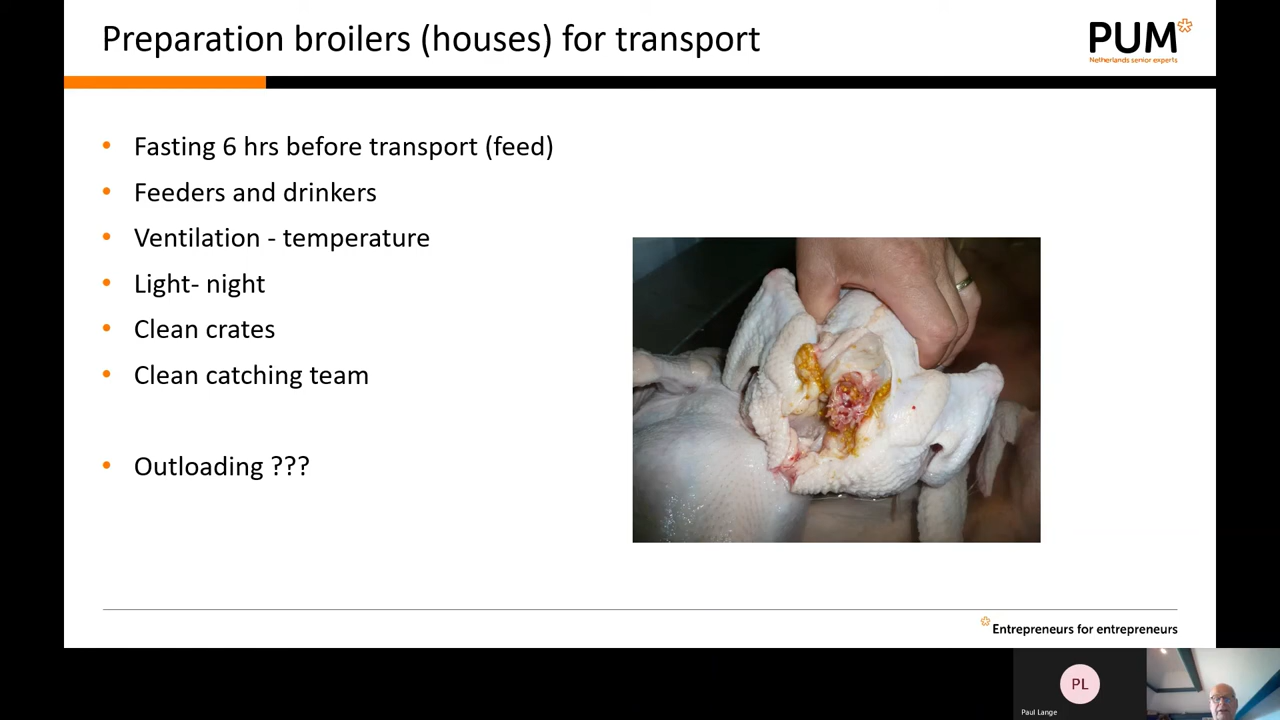 Preparation broilers (houses) for transport
PUM
Netherlands senior experts
• Fasting 6 hrs before transport (feed)
• Feeders and drinkers
• Ventilation - temperature
• Light- night
• Clean crates
• Clean catching team
• Outloading ???
Entrepreneurs for entrepreneurs
PL
Paul Lange